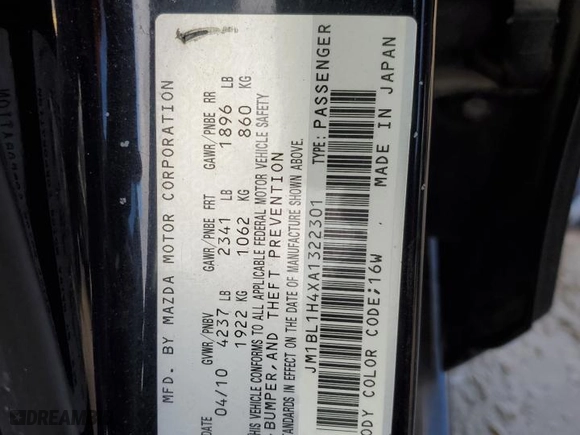 MFD. BY MAZDA MOTOR CORPORATION
DATE GVWR/PNBV GAWR/PNBE FRT GAWR/PNBE RR
04/10 4237 LB 2341 LB 1896 LB
1922 KG 1062 KG 860 KG
THIS VEHICLE CONFORMS TO ALL APPLICABLE FEDERAL MOTOR VEHICLE SAFETY
BUMPER, AND THEFT PREVENTION
STANDARDS IN EFFECT ON THE DATE OF MANUFACTURE SHOWN ABOVE.
JM1BL1H4XA1322301 TYPE: PASSENGER
BODY COLOR CODE;16W MADE IN JAPAN